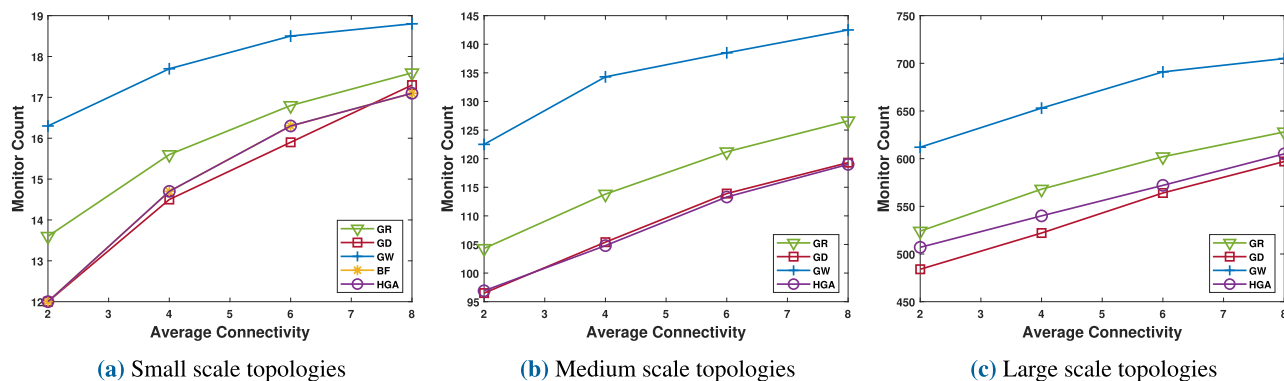 19
18
17
16
15
14
13
12
Monitor Count
2
3
4
5
6
7
8
Average Connectivity
GR
GD
GW
BF
HGA
(a) Small scale topologies
145
140
135
130
125
120
115
110
105
100
95
Monitor Count
2
3
4
5
6
7
8
Average Connectivity
GR
GD
GW
HGA
(b) Medium scale topologies
750
700
650
600
550
500
450
Monitor Count
2
3
4
5
6
7
8
Average Connectivity
GR
GD
GW
HGA
(c) Large scale topologies